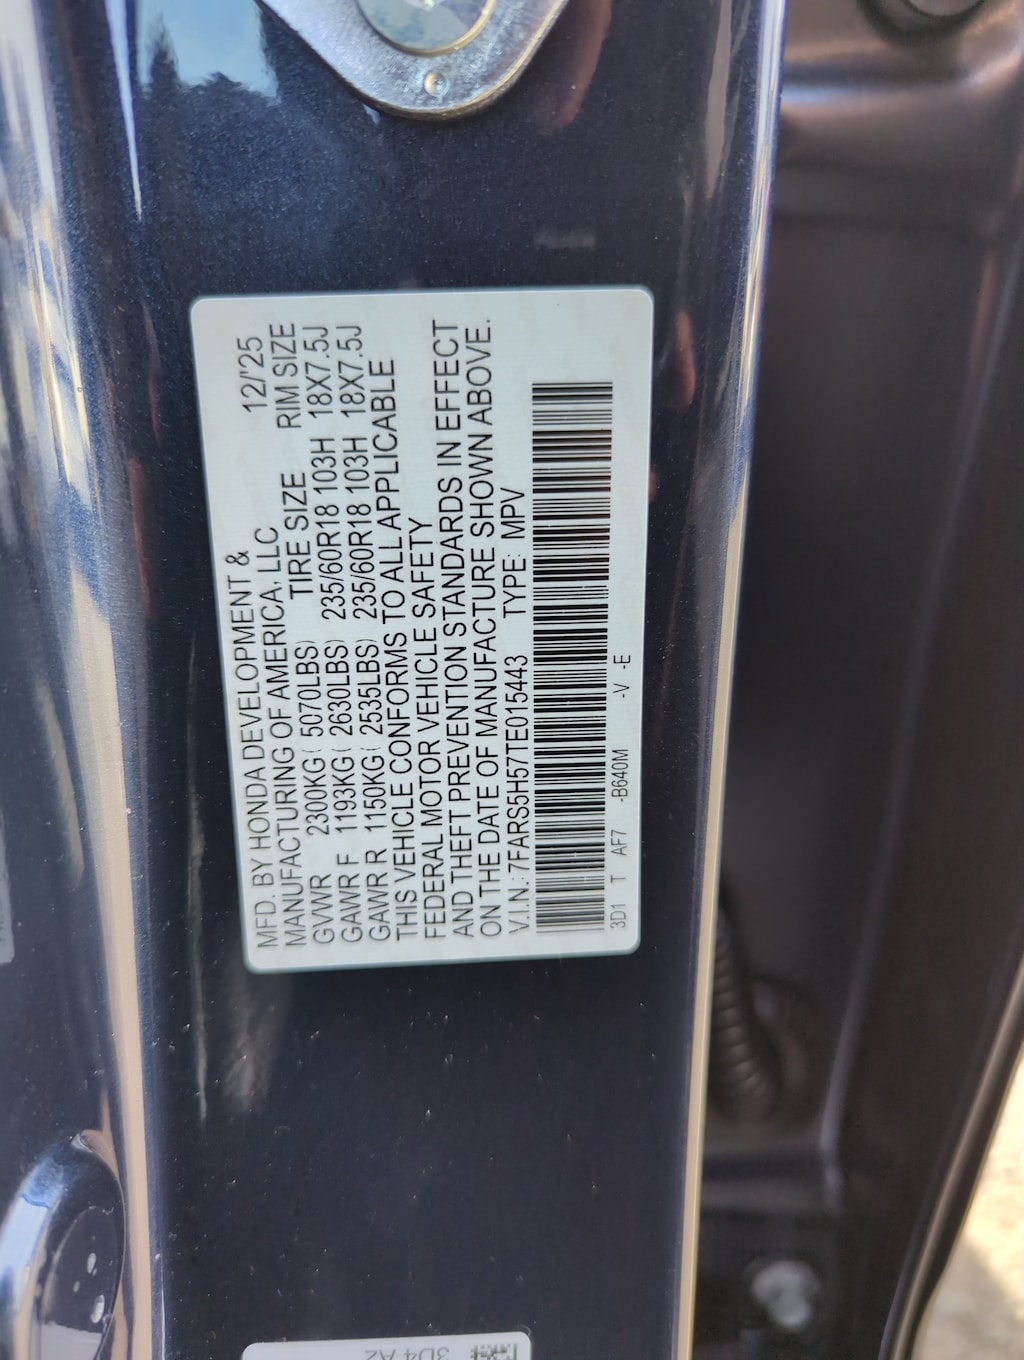 MFD. BY HONDA DEVELOPMENT &
MANUFACTURING OF AMERICA, LLC 12/'25
GVWR 2300KG ( 5070LBS) TIRE SIZE RIM SIZE
GAWR F 1193KG ( 2630LBS) 235/60R18 103H 18X7.5J
GAWR R 1150KG ( 2535LBS) 235/60R18 103H 18X7.5J
THIS VEHICLE CONFORMS TO ALL APPLICABLE
FEDERAL MOTOR VEHICLE SAFETY
AND THEFT PREVENTION STANDARDS IN EFFECT
ON THE DATE OF MANUFACTURE SHOWN ABOVE.
V.I.N.: 7FARS5H57TE015443 TYPE: MPV
3D1 T AF7 -B640M -V -E
3D4 AZ